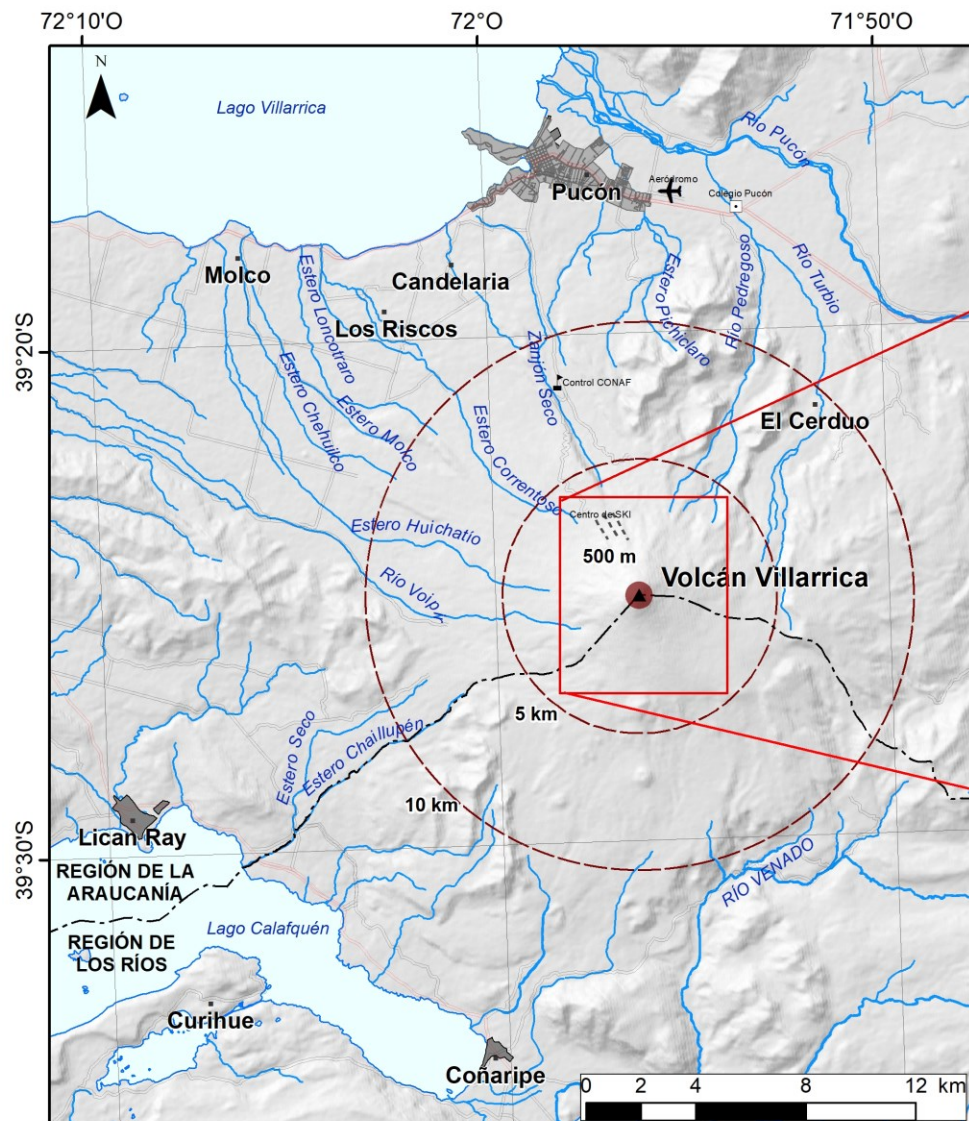 72°10'O
72°O
71°50'O
N
Lago Villarrica
Río Pucón
Aeródromo
Pucón
Colegio Pucón
Molco
Candelaria
Estero Loncotraro
Los Riscos
Estero Pichiclaro
Río Pedregoso
Río Turbio
39°20'S
Zanjón Seco
Control CONAF
El Cerduo
Estero Chehuilco
Estero Molco
Estero Correntoso
Centro de SKI
Estero Huichatio
500 m
Volcán Villarrica
Río Voipir
5 km
Estero Seco
Estero Chaillupén
10 km
Lican Ray
39°30'S
REGIÓN DE LA
ARAUCANÍA
RÍO VENADO
Lago Calafquén
REGIÓN DE
LOS RÍOS
Curihue
Coñaripe
0 2 4 8 12 km